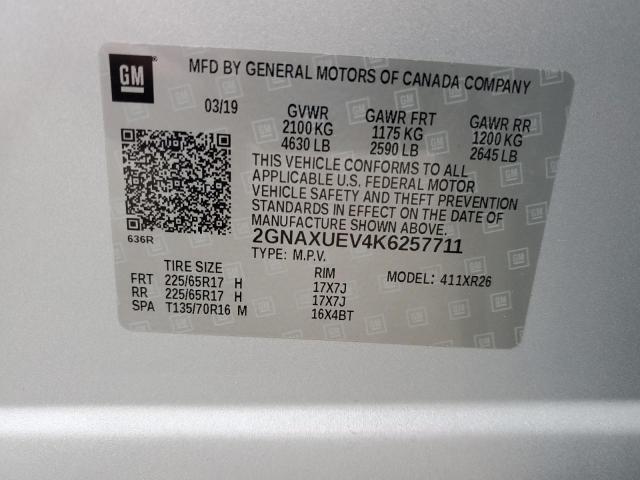 GM
MFD BY GENERAL MOTORS OF CANADA COMPANY
03/19
GVWR GAWR FRT GAWR RR
2100 KG 1175 KG 1200 KG
4630 LB 2590 LB 2645 LB
THIS VEHICLE CONFORMS TO ALL
APPLICABLE U.S. FEDERAL MOTOR
VEHICLE SAFETY AND THEFT PREVENTION
STANDARDS IN EFFECT ON THE DATE OF
MANUFACTURE SHOWN ABOVE.
636R
2GNAXUEV4K6257711
TYPE: M.P.V.
MODEL: 411XR26
TIRE SIZE RIM
FRT 225/65R17 H 17X7J
RR 225/65R17 H 17X7J
SPA T135/70R16 M 16X4BT